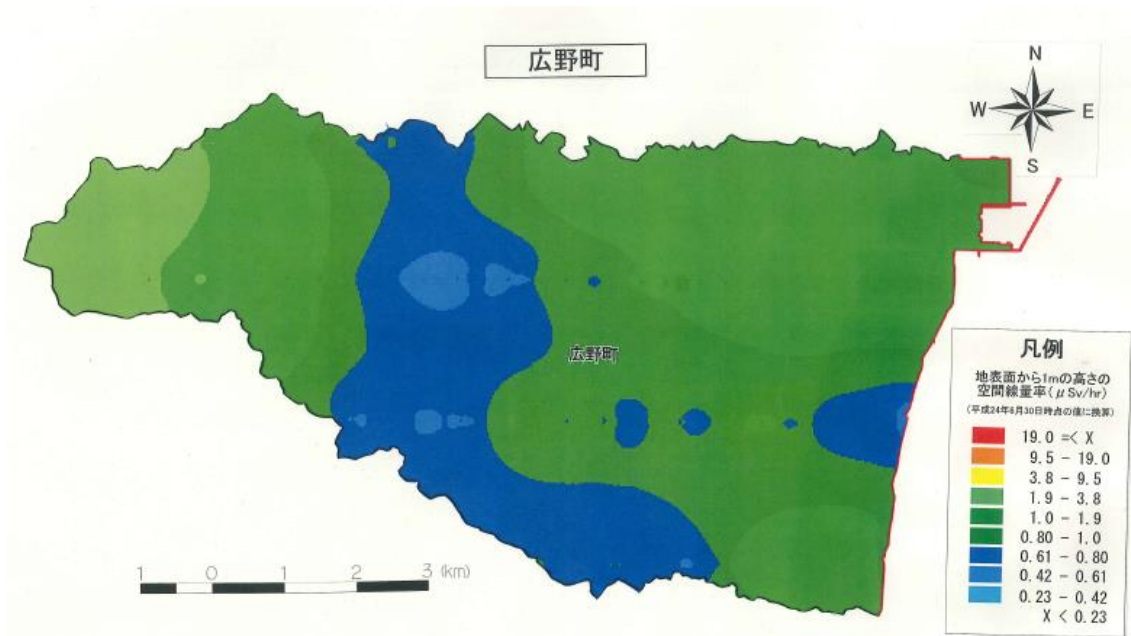 広野町
N
W
E
S
広野町
凡例
地表面から1mの高さの
空間線量率(μSv/hr)
(平成24年6月30日時点の値に換算)
19.0 =< X
9.5 - 19.0
3.8 - 9.5
1.9 - 3.8
1.0 - 1.9
0.80 - 1.0
0.61 - 0.80
0.42 - 0.61
0.23 - 0.42
X < 0.23
1 0 1 2 3 (km)